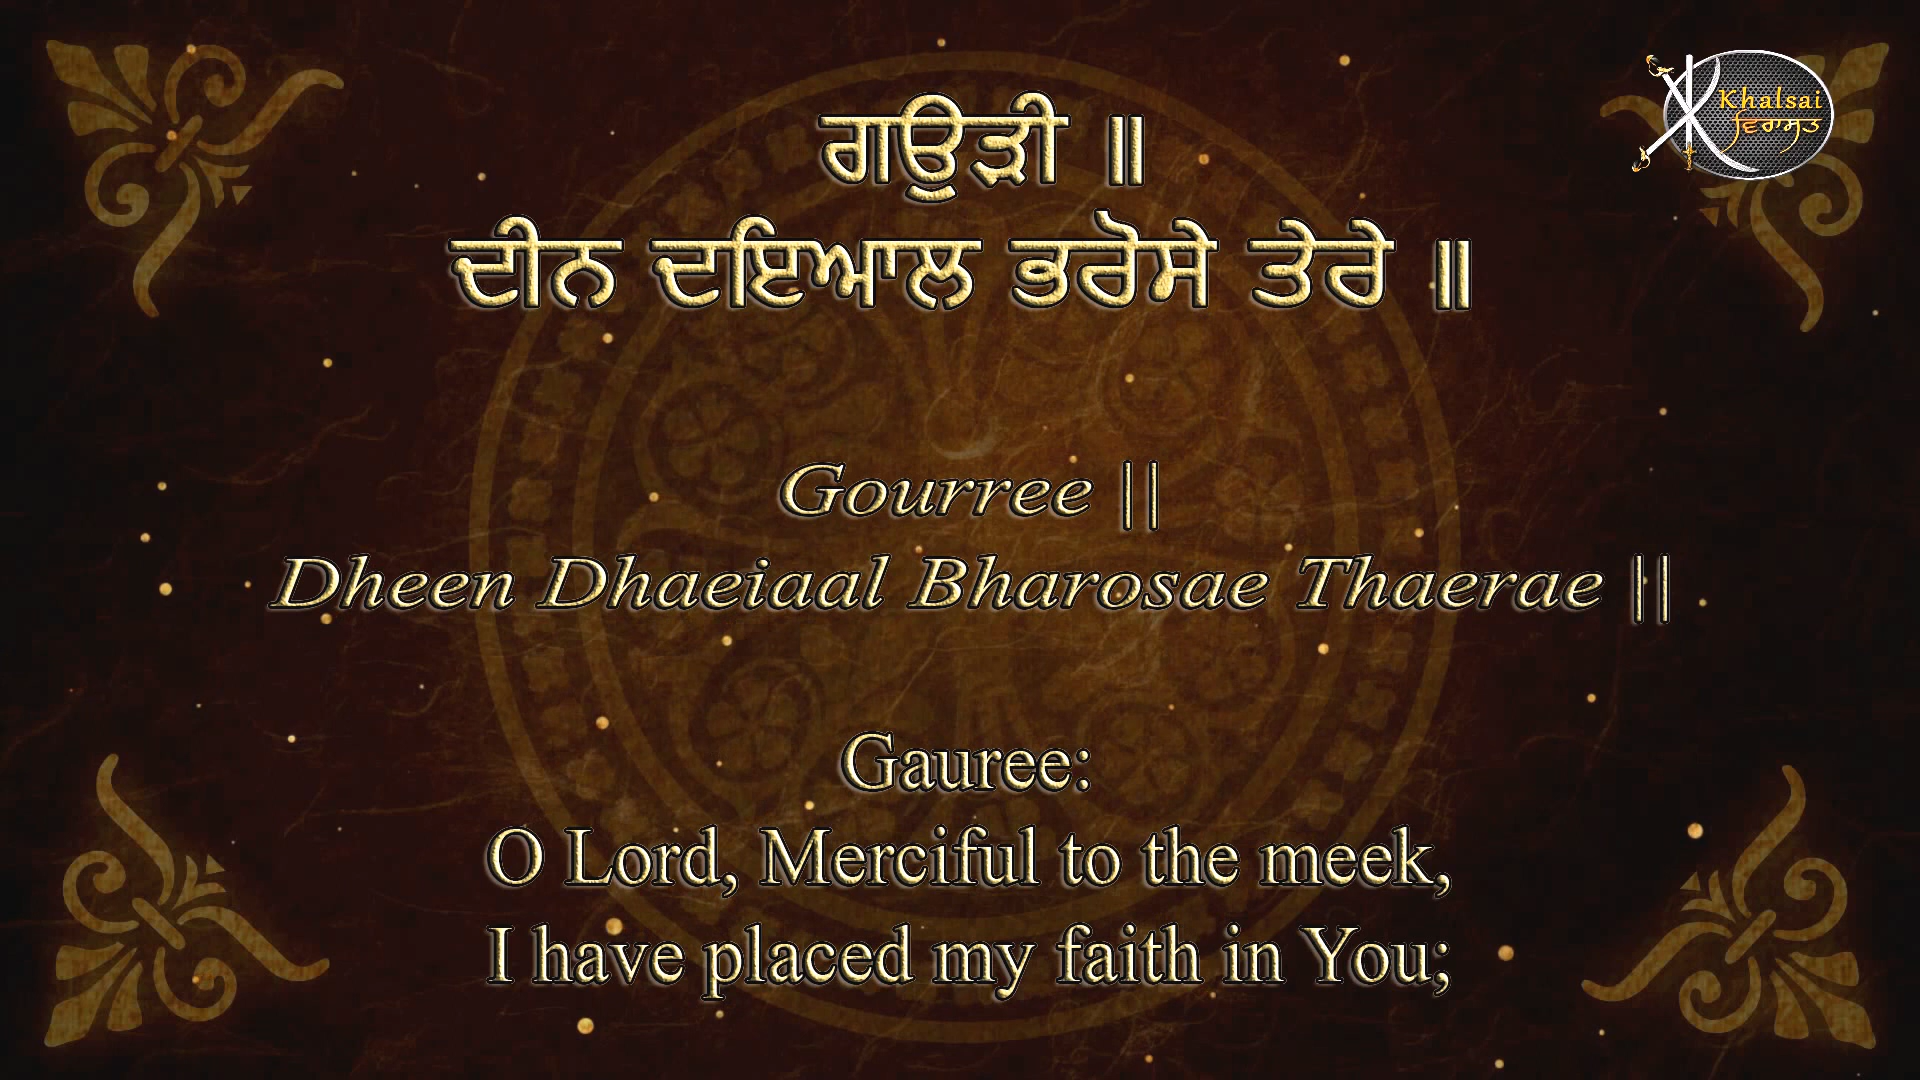 Khalsai
ਵਿਰਾਸਤ
ਗਉੜੀ ॥
ਦੀਨ ਦਇਆਲ ਭਰੋਸੇ ਤੇਰੇ ॥
Gourree ||
Dheen Dhaeiaal Bharosae Thaerae ||
Gauree:
O Lord, Merciful to the meek,
I have placed my faith in You;